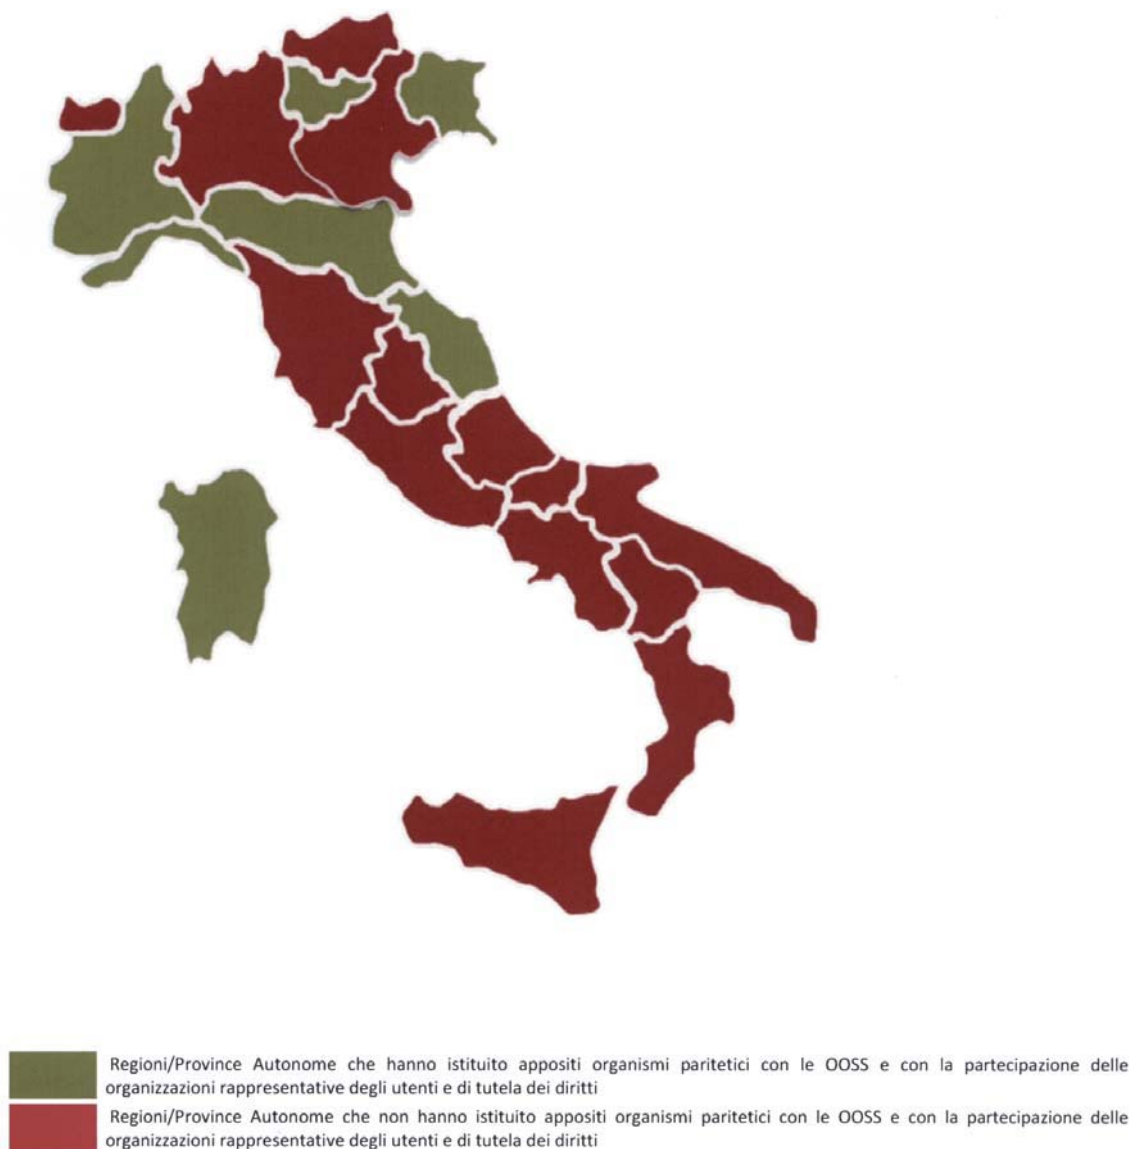 Regioni/Province Autonome che hanno istituito appositi organismi paritetici con le OOSS e con la partecipazione delle
organizzazioni rappresentative degli utenti e di tutela dei diritti
Regioni/Province Autonome che non hanno istituito appositi organismi paritetici con le OOSS e con la partecipazione delle
organizzazioni rappresentative degli utenti e di tutela dei diritti